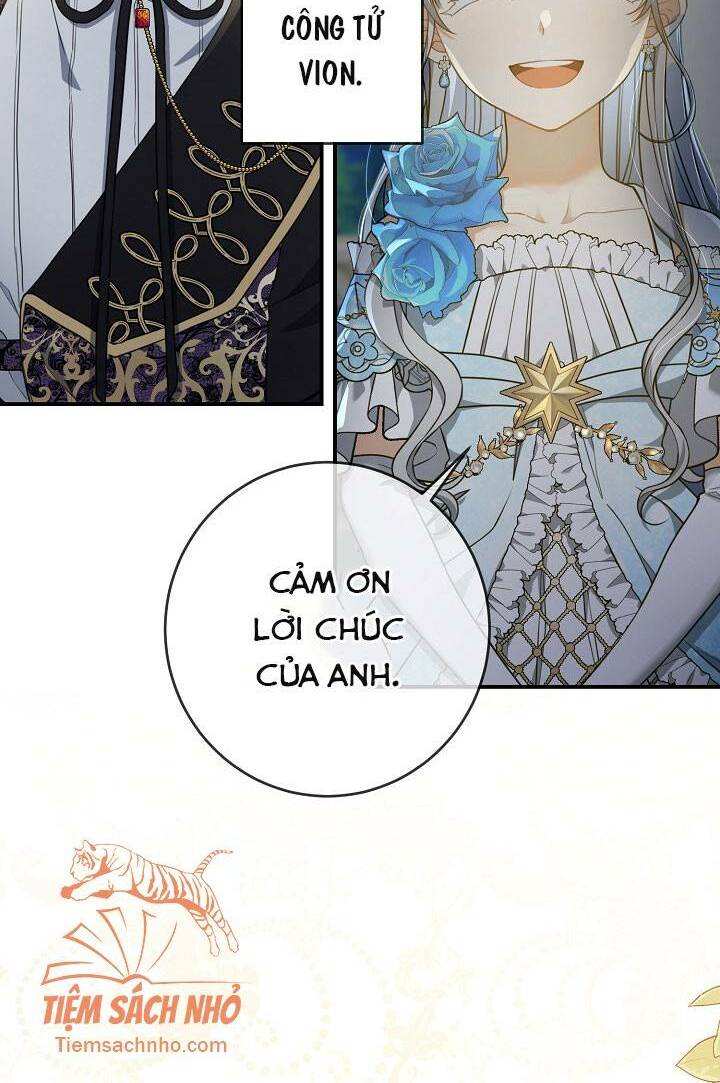 CÔNG TỬ
VION.
CẢM ƠN
LỜI CHÚC
CỦA ANH.
TIỆM SÁCH NHỎ
Tiemsachnho.com